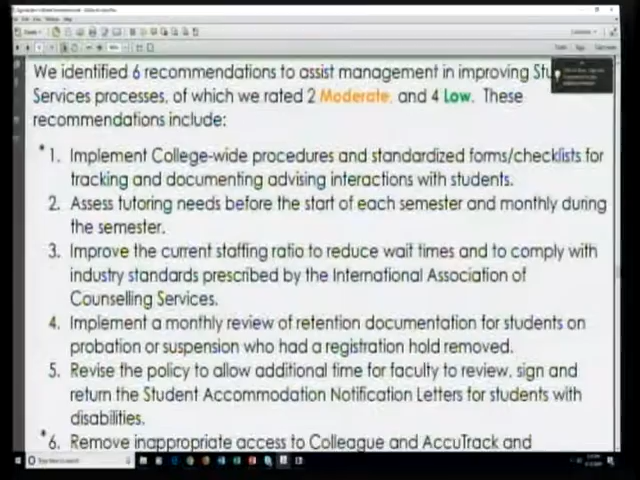 We identified 6 recommendations to assist management in improving
Services processes, of which we rated 2 Moderate, and 4 Low. These
recommendations include:
* 1. Implement College-wide procedures and standardized forms/checklists for
tracking and documenting advising interactions with students.
2. Assess tutoring needs before the start of each semester and monthly during
the semester.
3. Improve the current staffing ratio to reduce wait times and to comply with
industry standards prescribed by the International Association of
Counselling Services.
4. Implement a monthly review of retention documentation for students on
probation or suspension who had a registration hold removed.
5. Revise the policy to allow additional time for faculty to review, sign and
return the Student Accommodation Notification Letters for students with
disabilities.
* 6. Remove inappropriate access to Colleague and AccuTrack and